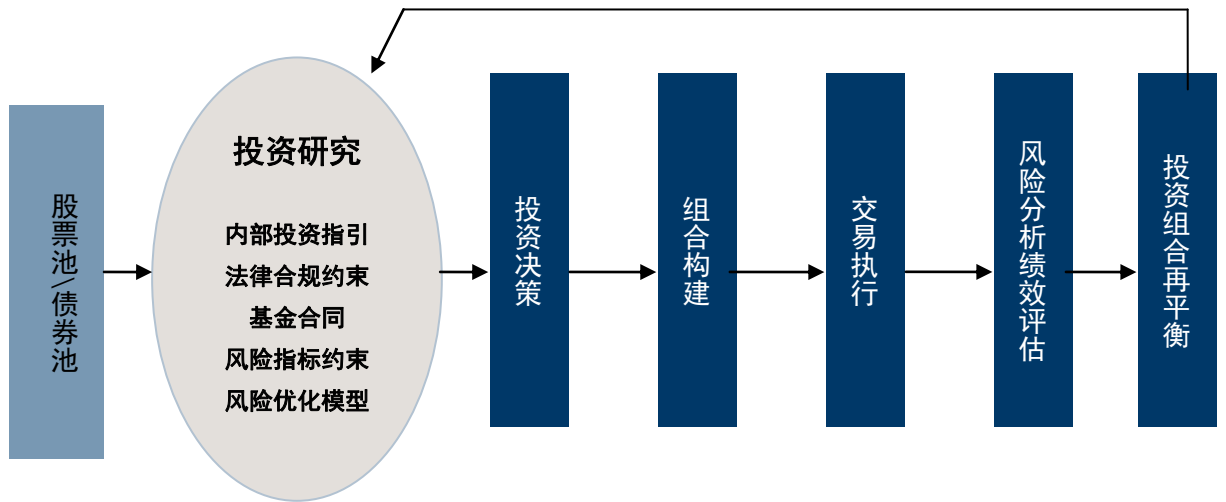 股票池\债券池
投资研究
内部投资指引
法律合规约束
基金合同
风险指标约束
风险优化模型
投资决策
组合构建
交易执行
风险分析绩效评估
投资组合再平衡